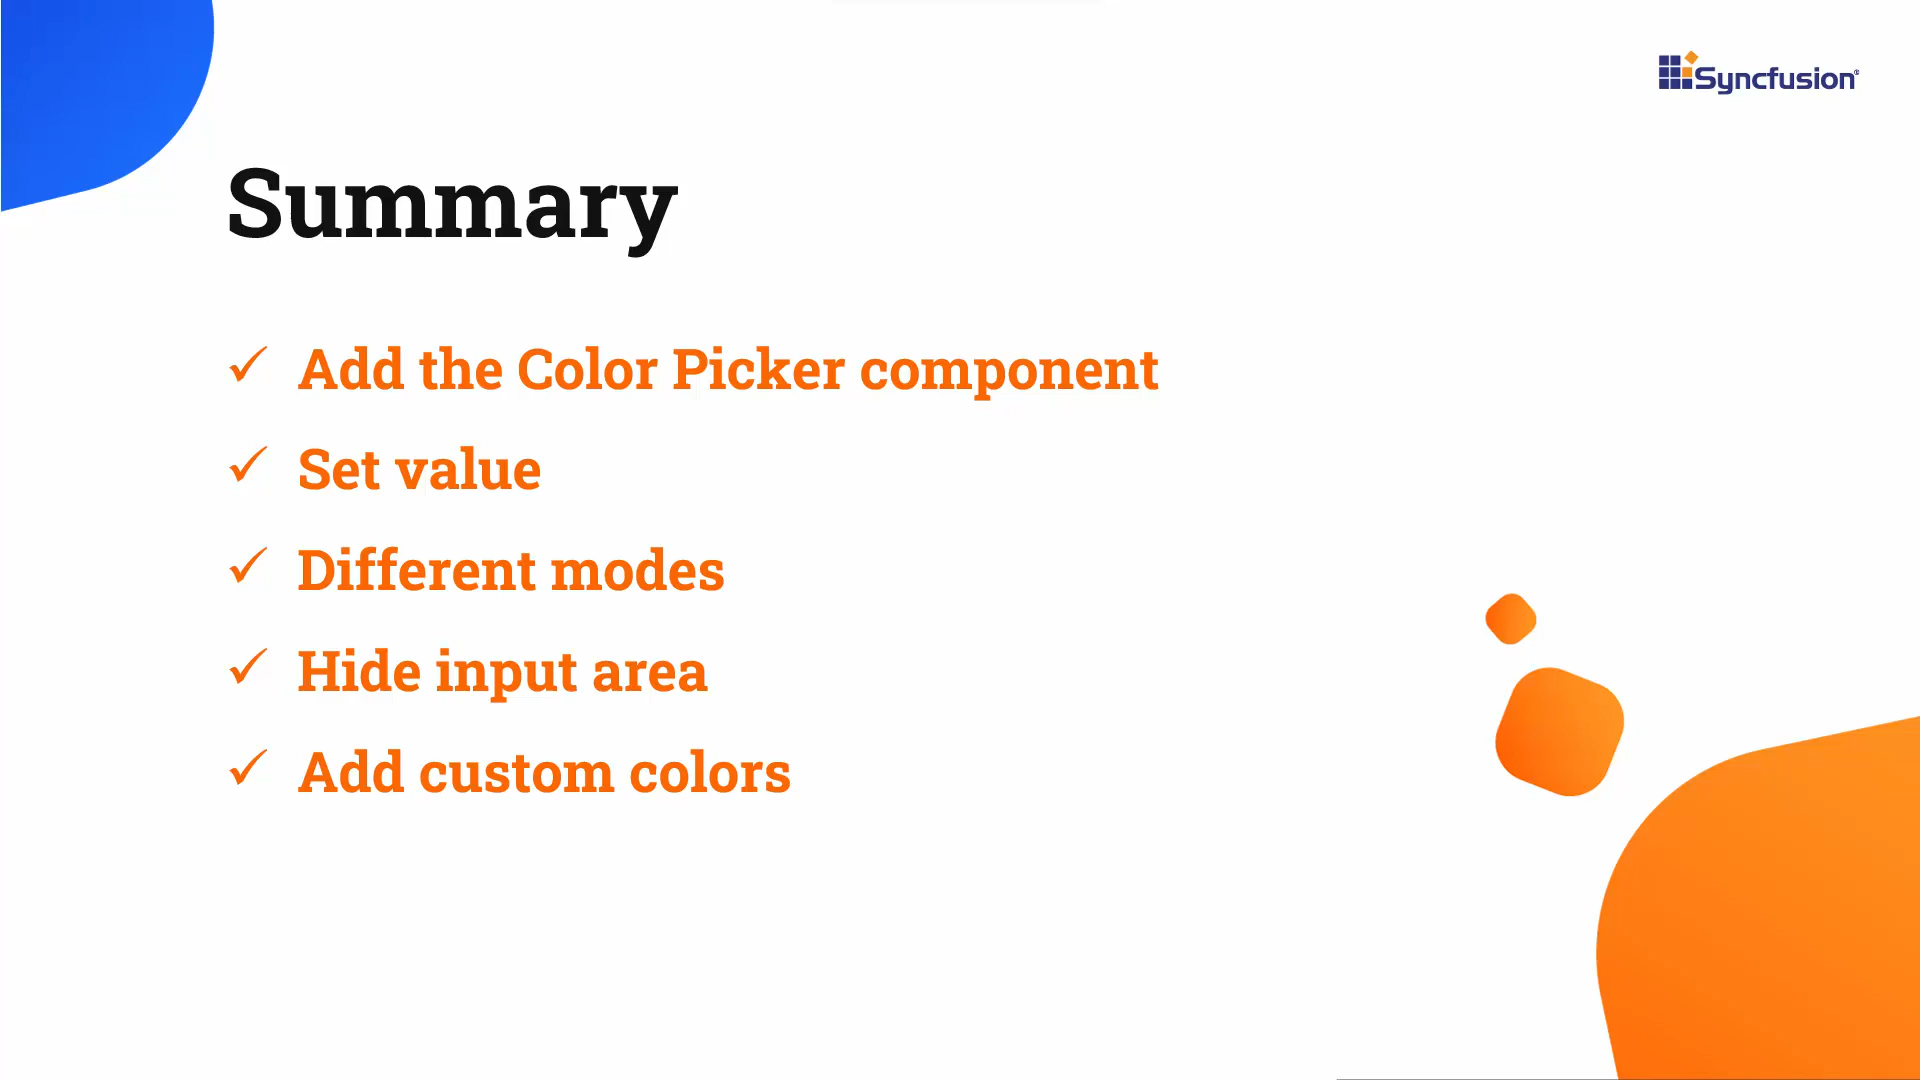 Syncfusion®
Summary
✓ Add the Color Picker component
✓ Set value
✓ Different modes
✓ Hide input area
✓ Add custom colors